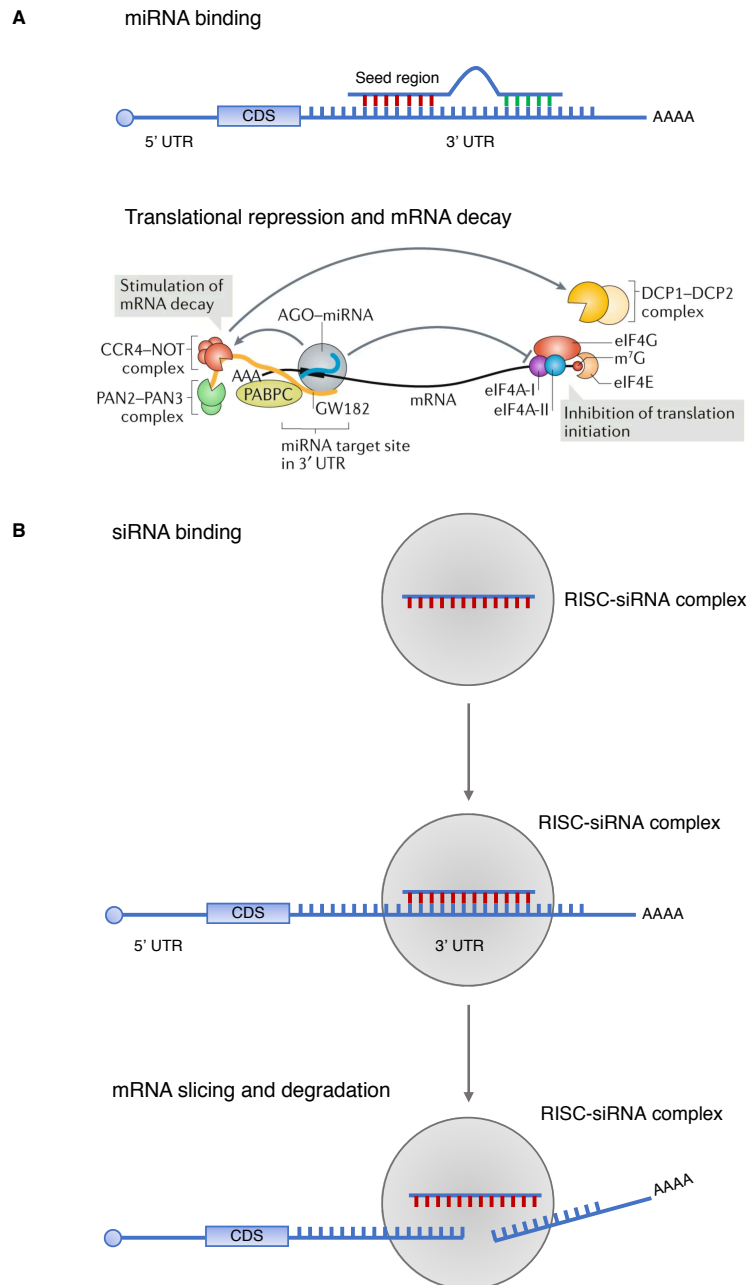 A
miRNA binding
Seed region
CDS
AAAA
5’ UTR
3’ UTR
Translational repression and mRNA decay
Stimulation of
mRNA decay
DCP1–DCP2
complex
AGO–miRNA
CCR4–NOT
complex
eIF4G
m⁷G
eIF4E
AAA
PABPC
PAN2–PAN3
complex
GW182
mRNA
eIF4A-I
eIF4A-II
Inhibition of translation
initiation
miRNA target site
in 3′ UTR
B
siRNA binding
RISC-siRNA complex
RISC-siRNA complex
CDS
AAAA
5’ UTR
3’ UTR
mRNA slicing and degradation
RISC-siRNA complex
AAAA
CDS